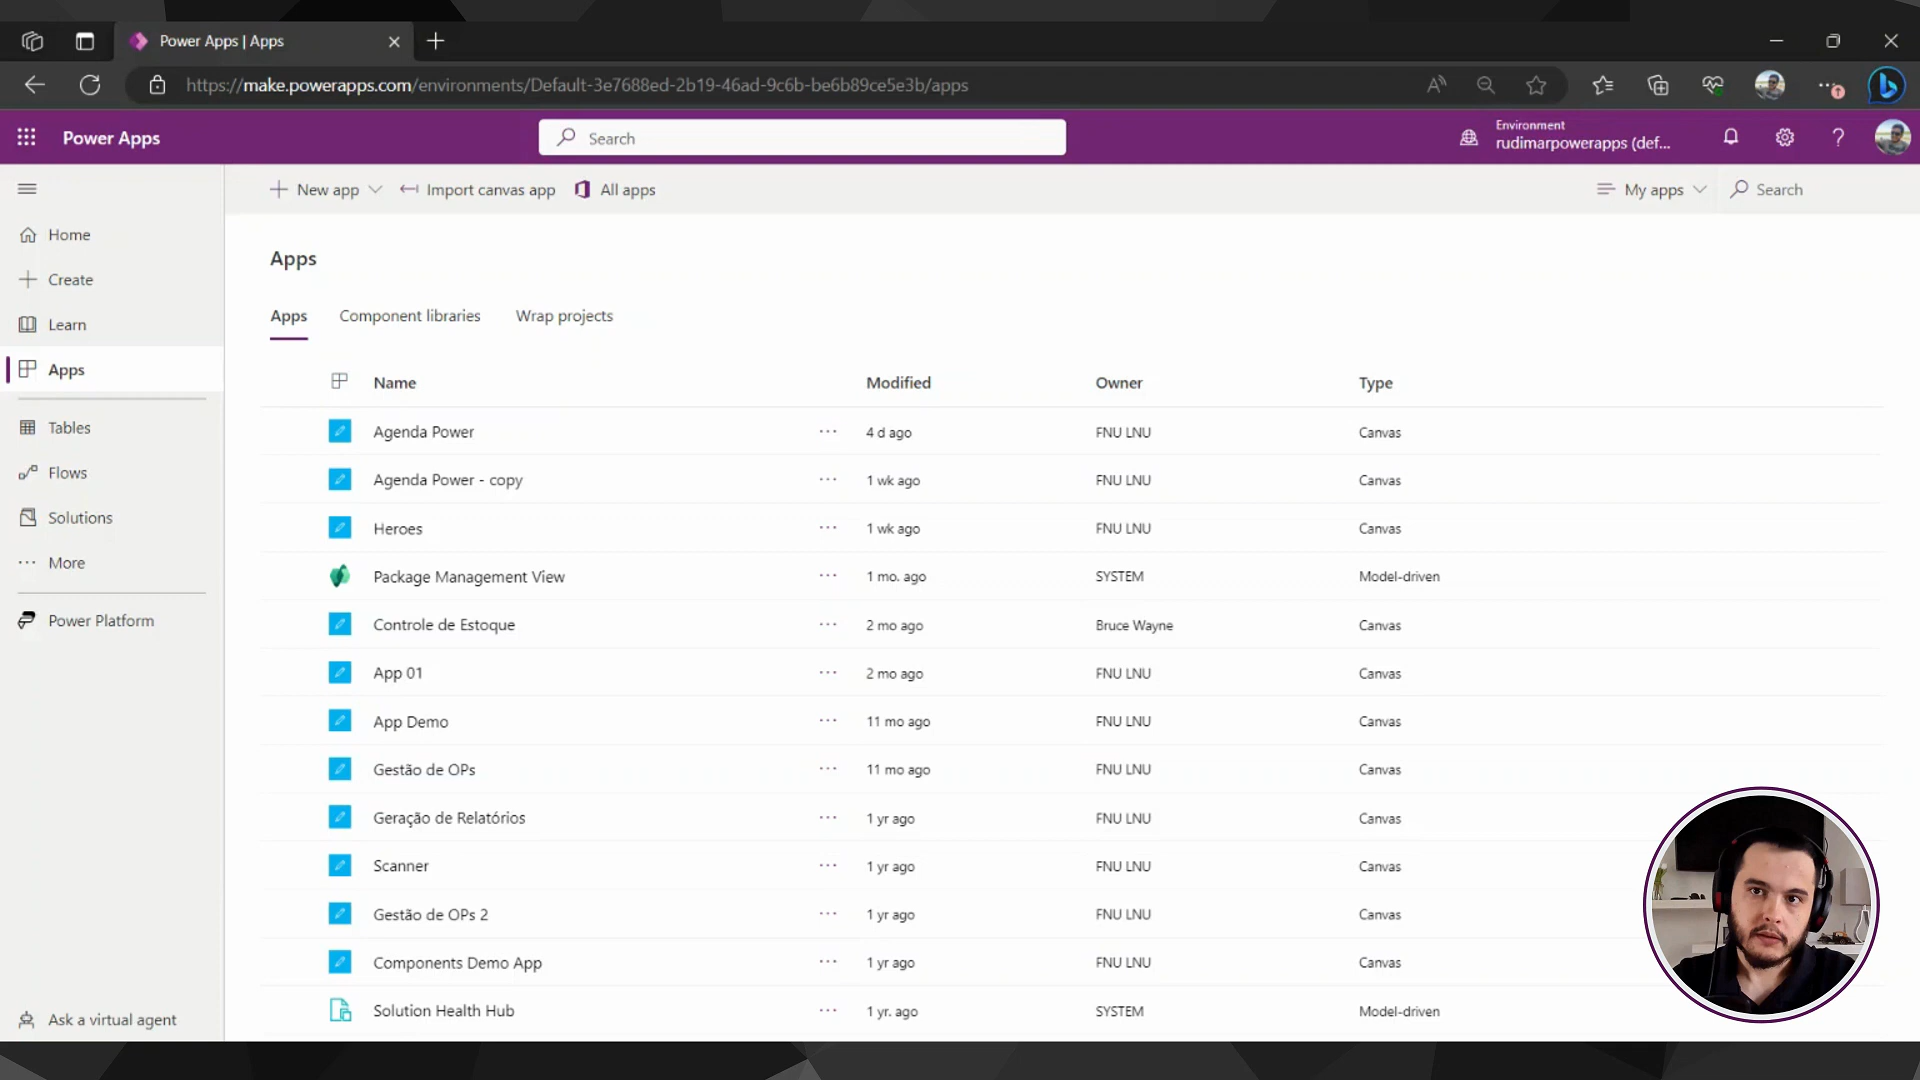 Power Apps | Apps
https://make.powerapps.com/environments/Default-3e7688ed-2b19-46ad-9c6b-be6b89ce5e3b/apps
Power Apps
Search
Environment
rudimarpowerapps (def...
New app
Import canvas app
All apps
My apps
Search
Home
Create
Learn
Apps
Tables
Flows
Solutions
More
Power Platform
Ask a virtual agent
Apps
Apps Component libraries Wrap projects
Name Modified Owner Type
Agenda Power ... 4 d ago FNU LNU Canvas
Agenda Power - copy ... 1 wk ago FNU LNU Canvas
Heroes ... 1 wk ago FNU LNU Canvas
Package Management View ... 1 mo. ago SYSTEM Model-driven
Controle de Estoque ... 2 mo ago Bruce Wayne Canvas
App 01 ... 2 mo ago FNU LNU Canvas
App Demo ... 11 mo ago FNU LNU Canvas
Gestão de OPs ... 11 mo ago FNU LNU Canvas
Geração de Relatórios ... 1 yr ago FNU LNU Canvas
Scanner ... 1 yr ago FNU LNU Canvas
Gestão de OPs 2 ... 1 yr ago FNU LNU Canvas
Components Demo App ... 1 yr ago FNU LNU Canvas
Solution Health Hub ... 1 yr. ago SYSTEM Model-driven